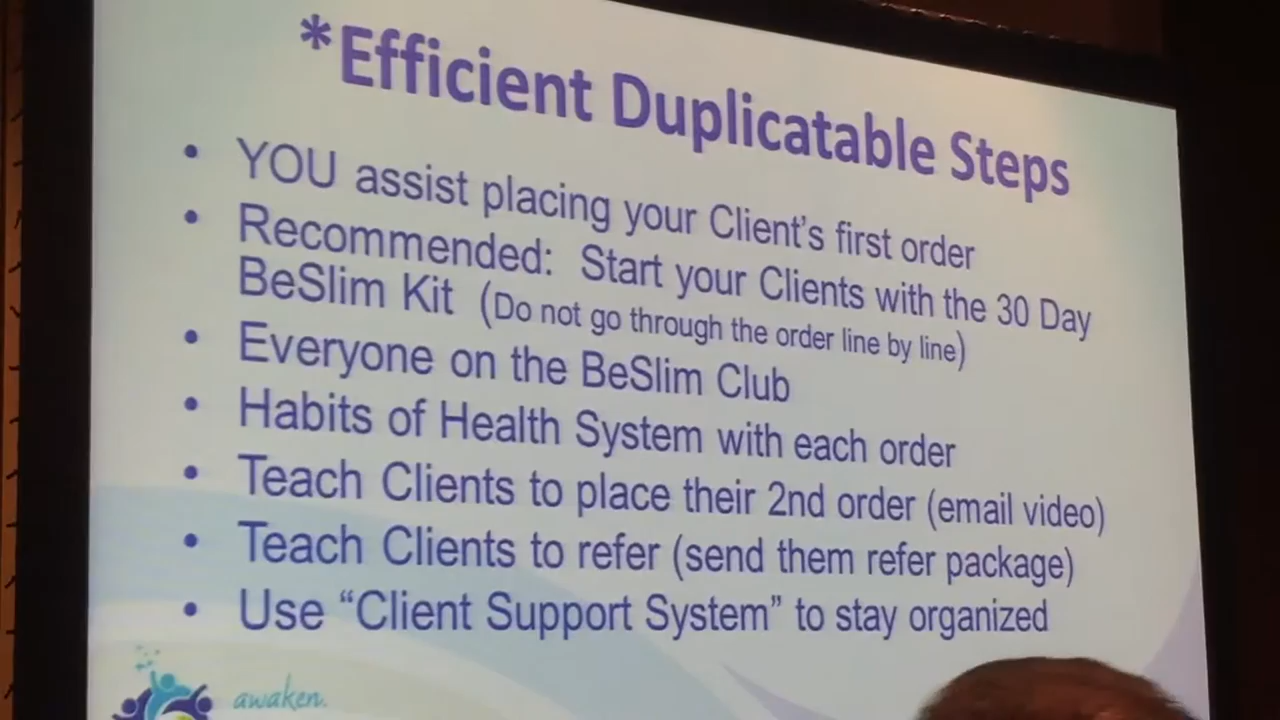 *Efficient Duplicatable Steps
• YOU assist placing your Client's first order
• Recommended: Start your Clients with the 30 Day
BeSlim Kit (Do not go through the order line by line)
• Everyone on the BeSlim Club
• Habits of Health System with each order
• Teach Clients to place their 2nd order (email video)
• Teach Clients to refer (send them refer package)
• Use “Client Support System” to stay organized
awaken.